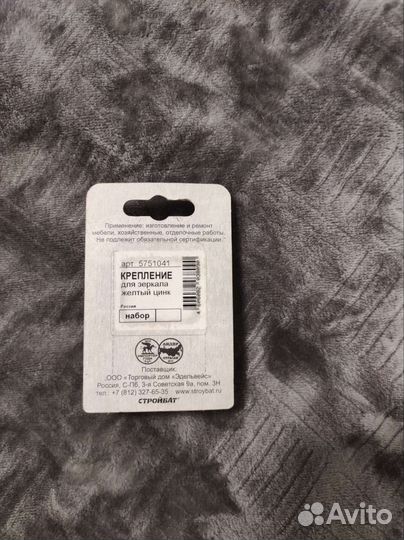 Применение: изготовление и ремонт
мебели, хозяйственные, отделочные работы.
Не подлежит обязательной сертификации.
арт. 5751041
КРЕПЛЕНИЕ
для зеркала
желтый цинк
Россия
набор
Поставщик:
ООО «Торговый дом «Эдельвейс»
Россия, С-Пб, 3-я Советская 9а, пом. 3Н
тел.: +7 (812) 327-65-35 www.stroybat.ru
СТРОЙБАТ
Avito